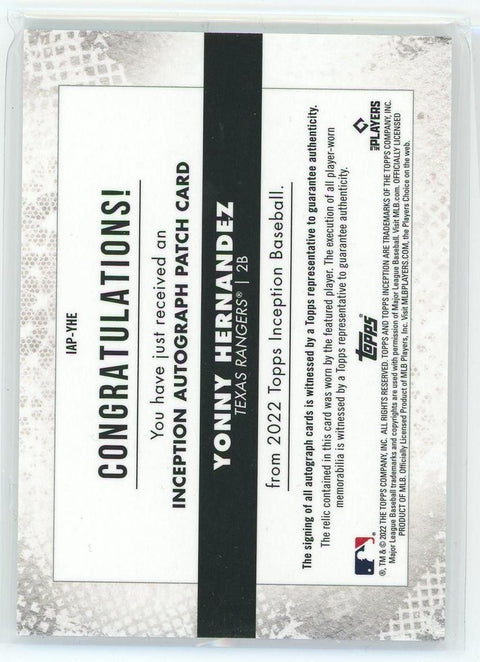 IAP-YHE
CONGRATULATIONS!
You have just received an
INCEPTION AUTOGRAPH PATCH CARD
YONNY HERNANDEZ
TEXAS RANGERS® | 2B
from 2022 Topps Inception Baseball.
The signing of all autograph cards is witnessed by a Topps representative to guarantee authenticity.
The relic contained in this card was worn by the featured player. The execution of all player-worn
memorabilia is witnessed by a Topps representative to guarantee authenticity.
topps®
MLB PLAYERS
®, TM & © 2022 THE TOPPS COMPANY, INC. ALL RIGHTS RESERVED. TOPPS AND TOPPS INCEPTION ARE TRADEMARKS OF THE TOPPS COMPANY, INC.
Major League Baseball trademarks and copyrights are used with permission of Major League Baseball. Visit MLB.com. OFFICIALLY LICENSED
PRODUCT OF MLB Players, Inc. Officially Licensed Product of MLB Players, Inc. Visit MLBPLAYERS.COM, the Players Choice on the web.